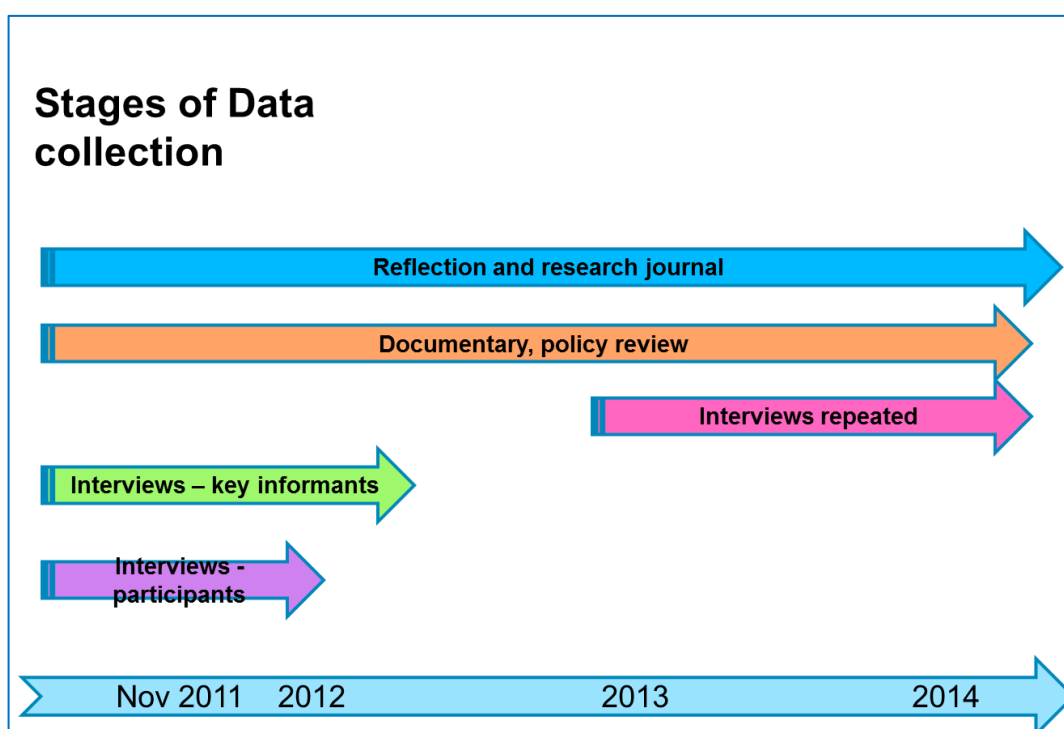 Stages of Data
collection
Reflection and research journal
Documentary, policy review
Interviews repeated
Interviews – key informants
Interviews -
participants
Nov 2011 2012 2013 2014